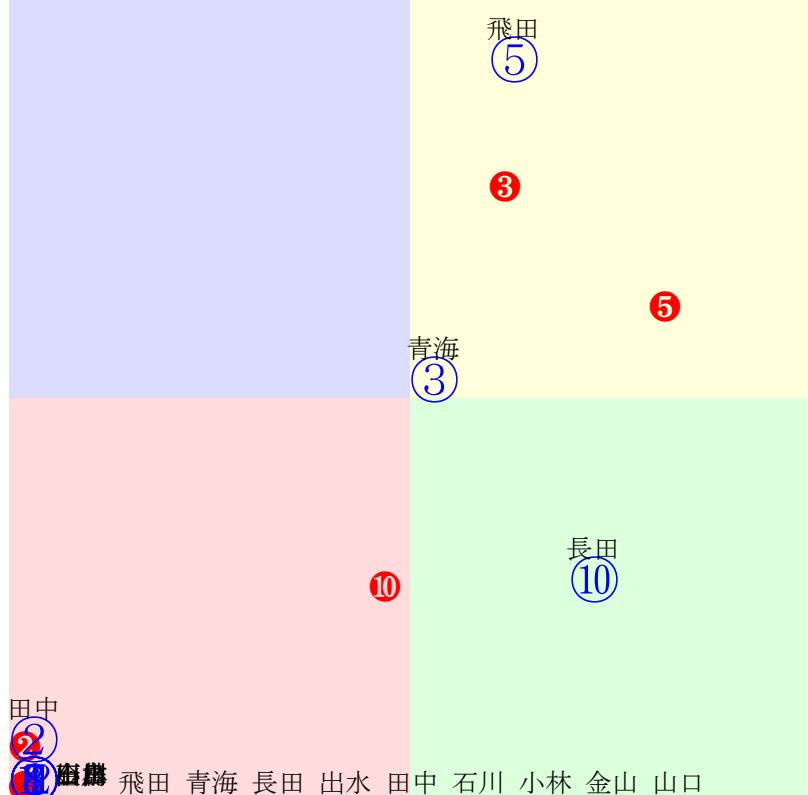 飛田
⑤
❸
❺
青海
③
長田
⑩
❿
田中
②
❷
飛田 青海 長田 出水 田中 石川 小林 金山 山口